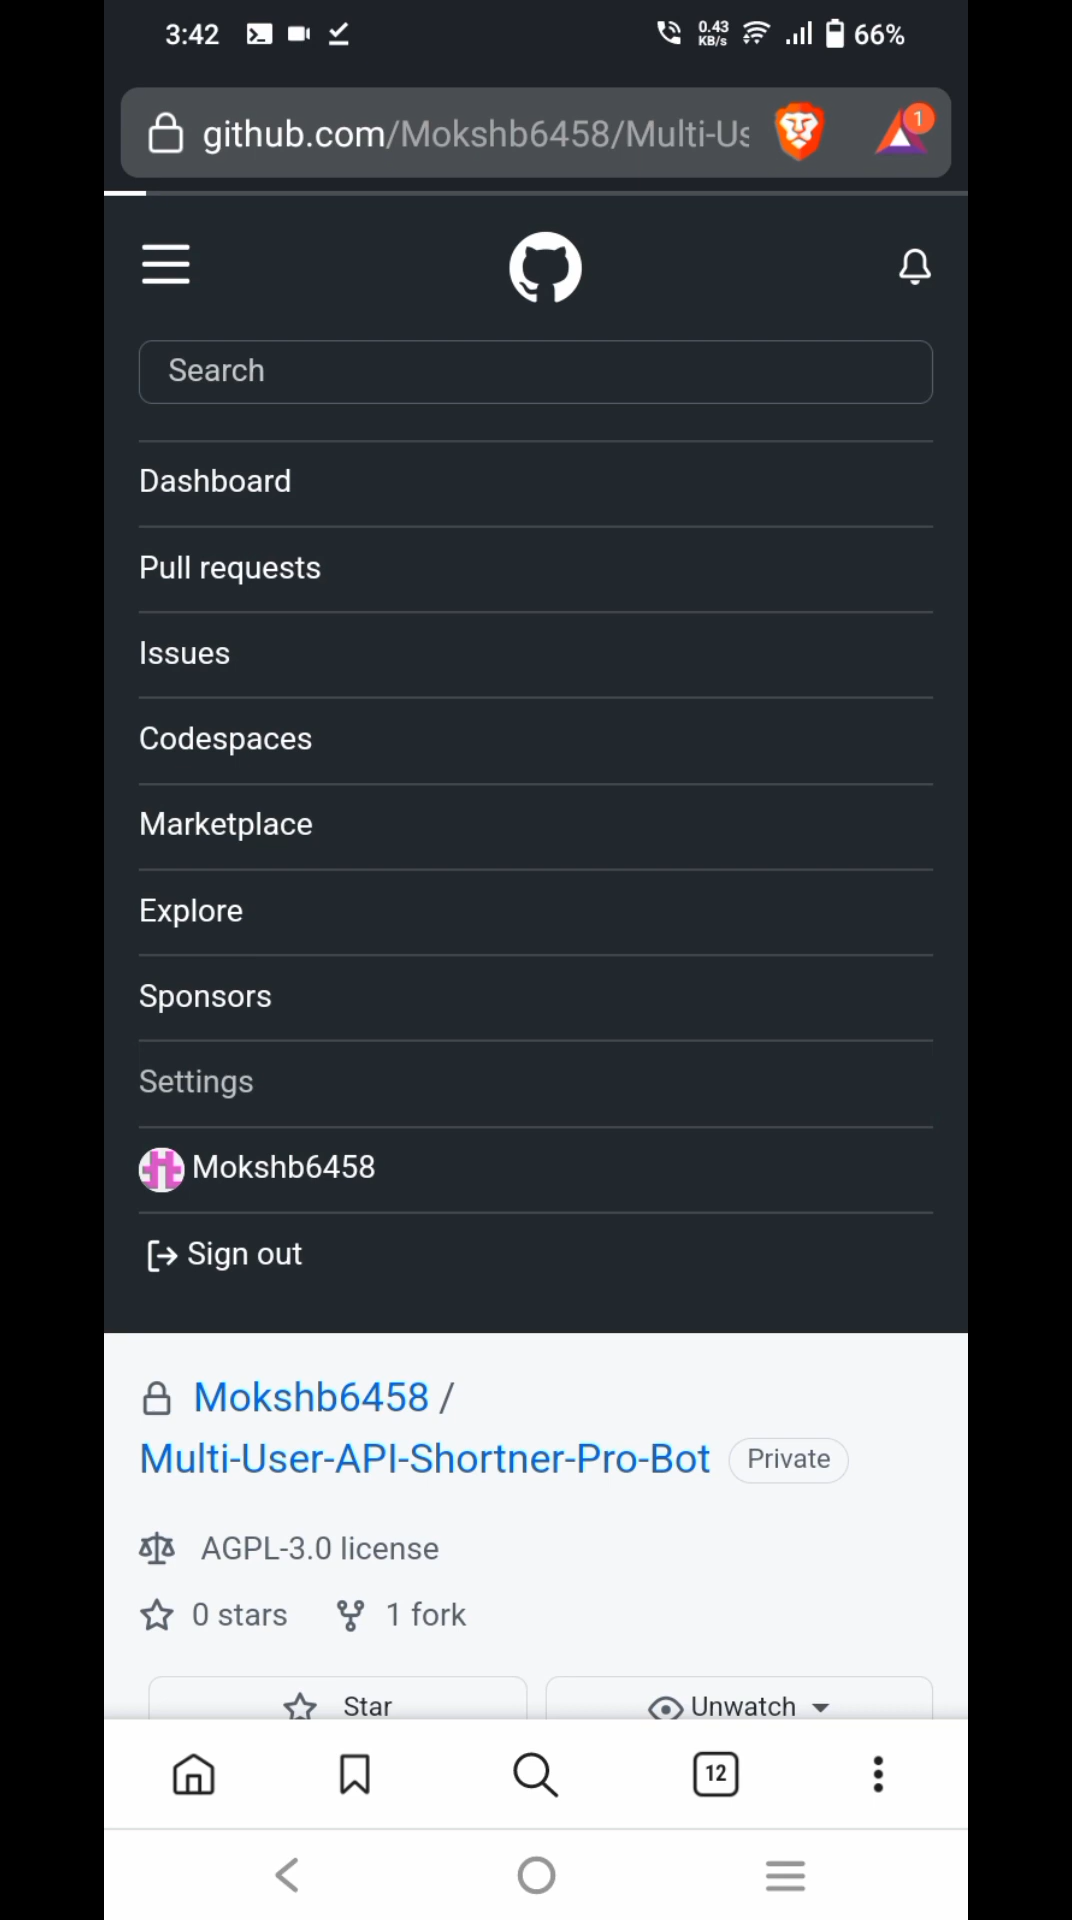 3:42 0.43 KB/s 66%
github.com/Mokshb6458/Multi-Us 1
Search
Dashboard
Pull requests
Issues
Codespaces
Marketplace
Explore
Sponsors
Settings
Mokshb6458
Sign out
Mokshb6458 /
Multi-User-API-Shortner-Pro-Bot Private
AGPL-3.0 license
0 stars 1 fork
Star Unwatch
12